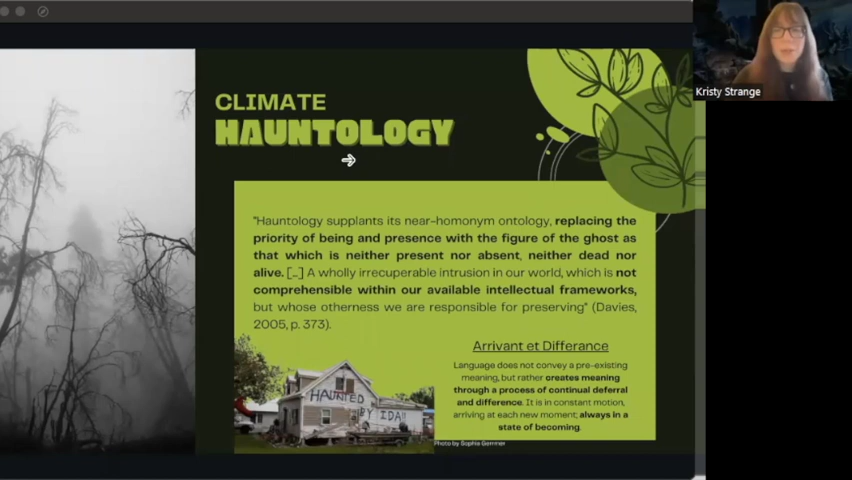 CLIMATE
HAUNTOLOGY
"Hauntology supplants its near-homonym ontology, replacing the
priority of being and presence with the figure of the ghost as
that which is neither present nor absent, neither dead nor
alive. [...] A wholly irrecuperable intrusion in our world, which is not
comprehensible within our available intellectual frameworks,
but whose otherness we are responsible for preserving" (Davies,
2005, p. 373).
HAUNTED
BY IDA!!
Photo by Sophia Germer
Arrivant et Differance
Language does not convey a pre-existing
meaning, but rather creates meaning
through a process of continual deferral
and difference. It is in constant motion,
arriving at each new moment; always in a
state of becoming.
Kristy Strange